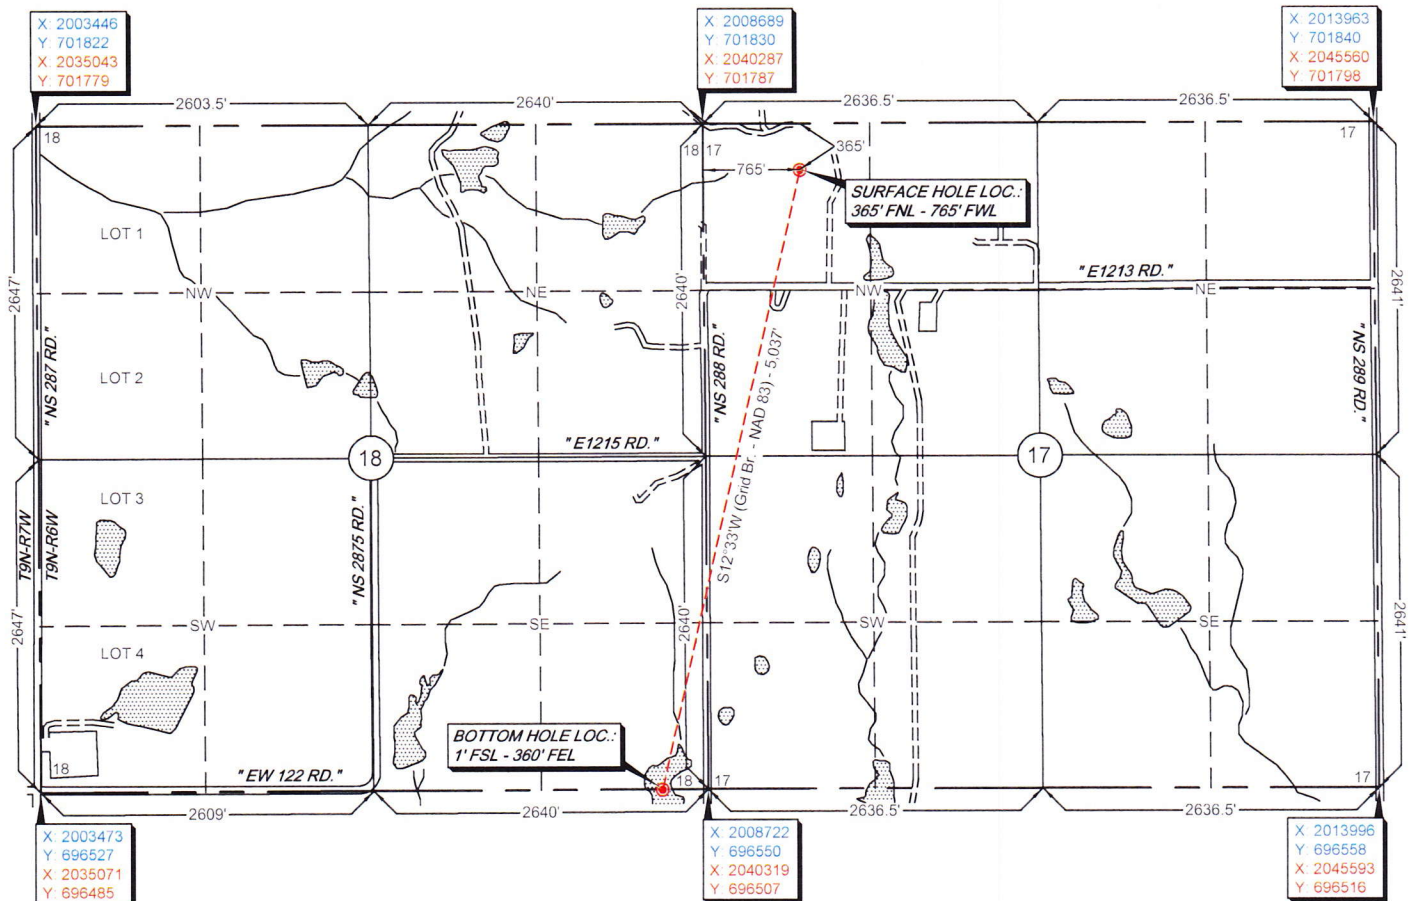 X: 2003446
Y: 701822
X: 2035043
Y: 701779
X: 2008689
Y: 701830
X: 2040287
Y: 701787
X: 2013963
Y: 701840
X: 2045560
Y: 701798
2603.5'
2640'
2636.5'
2636.5'
18
18
17
17
765'
365'
SURFACE HOLE LOC.:
365' FNL - 765' FWL
LOT 1
2647'
NW
NE
2640'
NW
"E1213 RD."
NE
2641'
"NS 287 RD."
LOT 2
"NS 288 RD."
"NS 289 RD."
S12°33'W (Grid Br. - NAD 83) - 5,037'
18
"E1215 RD."
17
LOT 3
T9N-R7W
T9N-R6W
"NS 2875 RD."
2647'
SW
SE
2640'
SW
SE
2641'
LOT 4
BOTTOM HOLE LOC.:
1' FSL - 360' FEL
18
"EW 122 RD."
18
17
17
2609'
2640'
2636.5'
2636.5'
X: 2003473
Y: 696527
X: 2035071
Y: 696485
X: 2008722
Y: 696550
X: 2040319
Y: 696507
X: 2013996
Y: 696558
X: 2045593
Y: 696516